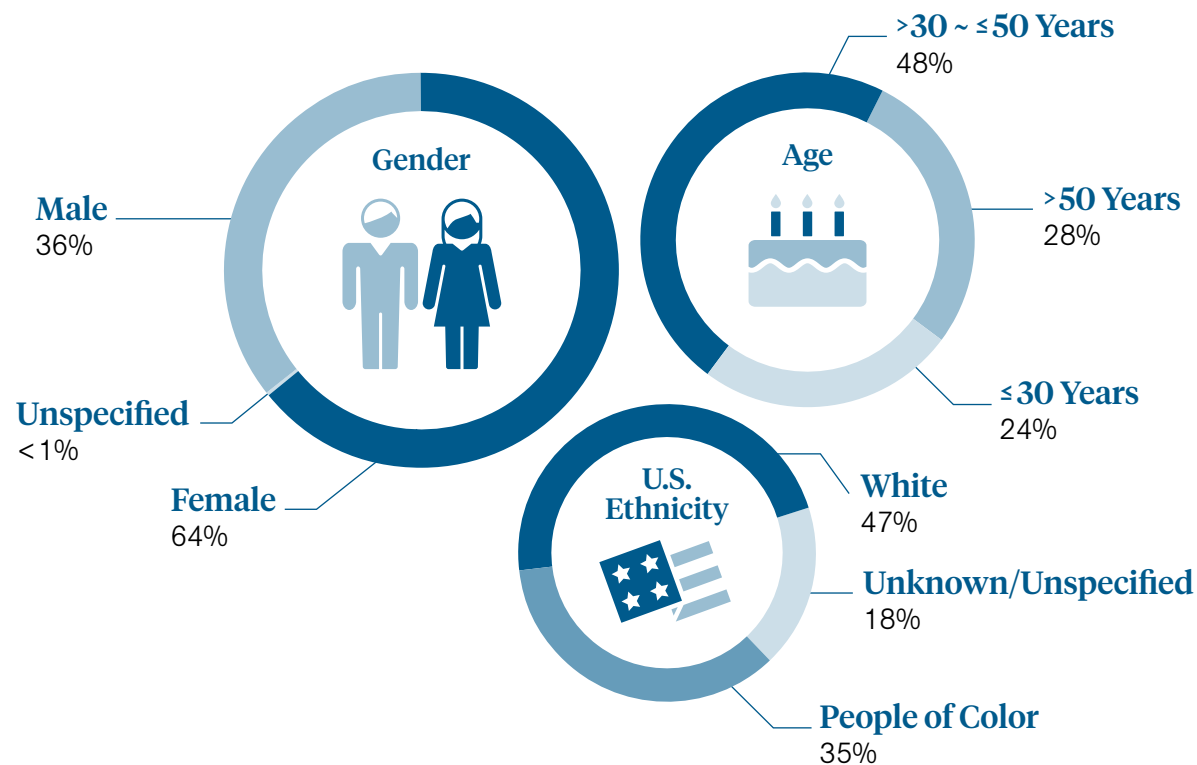 Gender
Male
36%
Unspecified
<1%
Female
64%
Age
>30 ~ ≤50 Years
48%
>50 Years
28%
≤30 Years
24%
U.S.
Ethnicity
White
47%
Unknown/Unspecified
18%
People of Color
35%